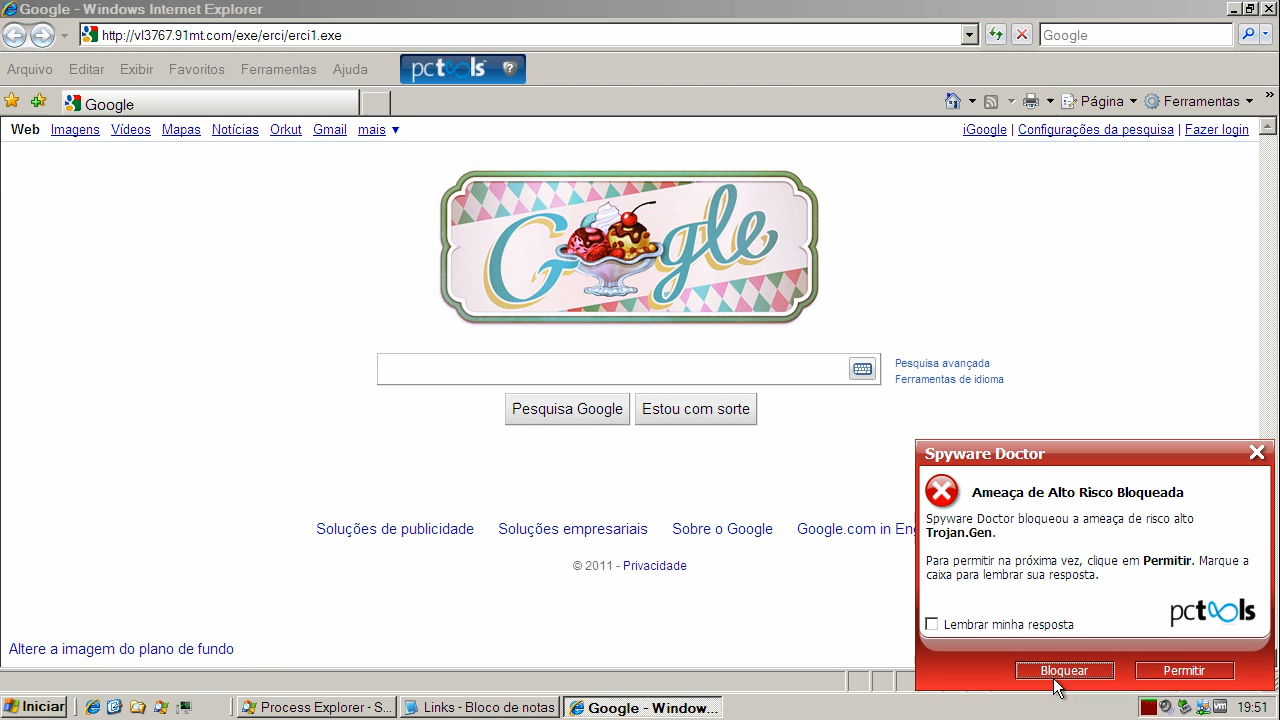 Google - Windows Internet Explorer
http://vl3767.91mt.com/exe/erci/erci1.exe
Google
Arquivo Editar Exibir Favoritos Ferramentas Ajuda
pctools ?
Google
Página Ferramentas »
Web Imagens Vídeos Mapas Notícias Orkut Gmail mais ▼
iGoogle | Configurações da pesquisa | Fazer login
Google
Pesquisa avançada
Ferramentas de idioma
Pesquisa Google Estou com sorte
Soluções de publicidade Soluções empresariais Sobre o Google Google.com in Eng
© 2011 - Privacidade
Altere a imagem do plano de fundo
Spyware Doctor
Ameaça de Alto Risco Bloqueada
Spyware Doctor bloqueou a ameaça de risco alto
Trojan.Gen.
Para permitir na próxima vez, clique em Permitir. Marque a
caixa para lembrar sua resposta.
pctools
Lembrar minha resposta
Bloquear Permitir
Iniciar Process Explorer - S... Links - Bloco de notas Google - Window... 19:51